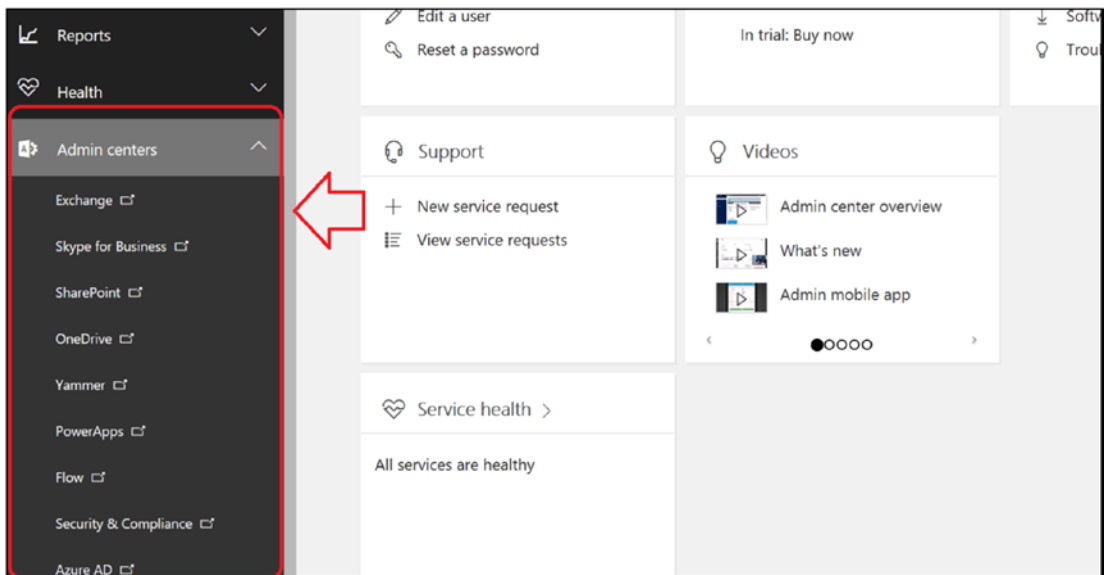 Reports
Health
Admin centers
Exchange
Skype for Business
SharePoint
OneDrive
Yammer
PowerApps
Flow
Security & Compliance
Azure AD
Edit a user
Reset a password
In trial: Buy now
Support
New service request
View service requests
Videos
Admin center overview
What's new
Admin mobile app
Service health >
All services are healthy